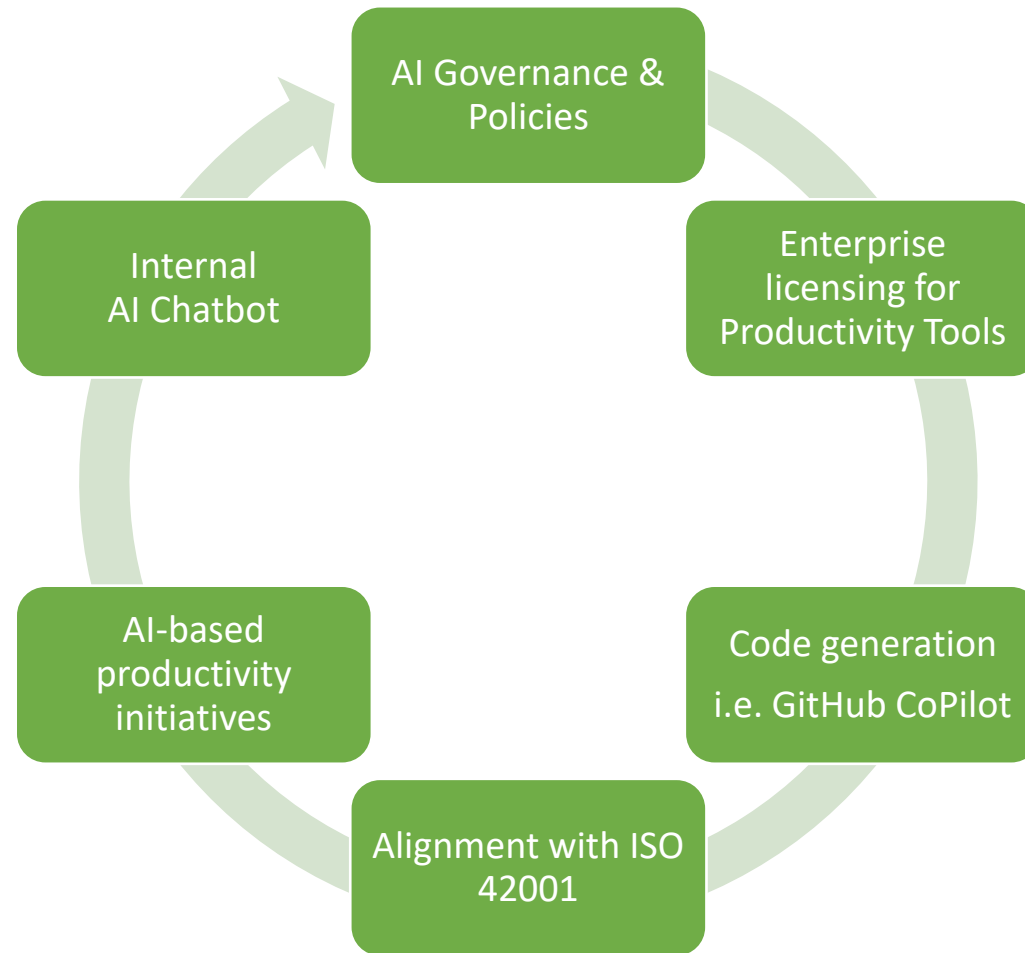 AI Governance &
Policies
Enterprise
licensing for
Productivity Tools
Code generation
i.e. GitHub CoPilot
Alignment with ISO
42001
AI-based
productivity
initiatives
Internal
AI Chatbot